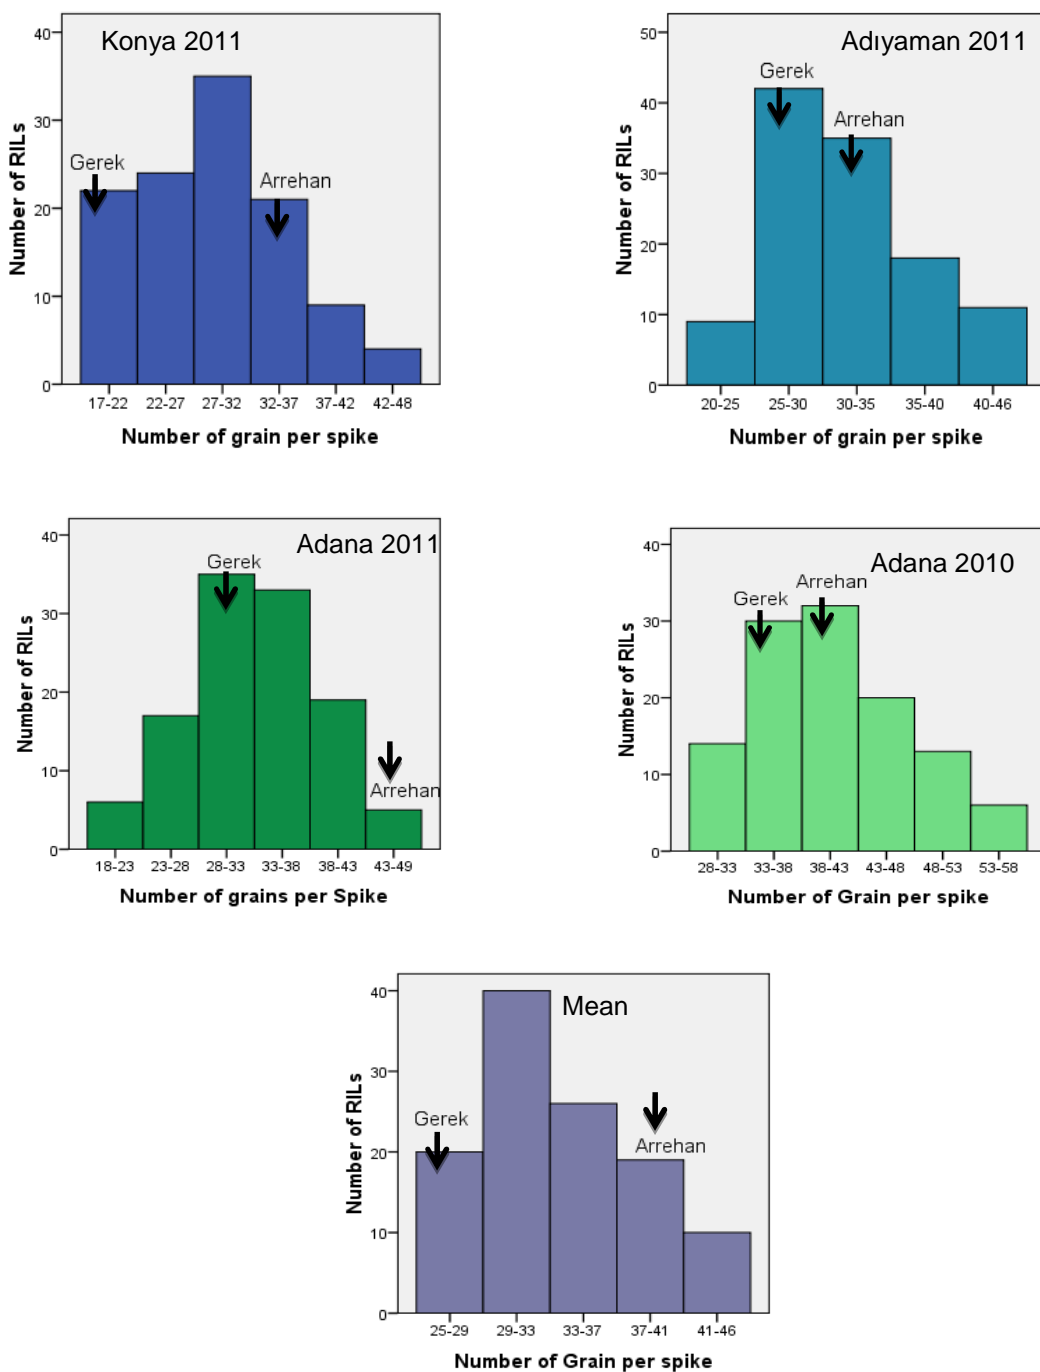 Konya 2011
40
30
20
10
0
Number of RILs
Gerek
Arrehan
17-22 22-27 27-32 32-37 37-42 42-48
Number of grain per spike
Adıyaman 2011
50
40
30
20
10
0
Number of RILs
Gerek
Arrehan
20-25 25-30 30-35 35-40 40-46
Number of grain per spike
Adana 2011
40
30
20
10
0
Number of RILs
Gerek
Arrehan
18-23 23-28 28-33 33-38 38-43 43-49
Number of grains per Spike
Adana 2010
40
30
20
10
0
Number of RILs
Gerek
Arrehan
28-33 33-38 38-43 43-48 48-53 53-58
Number of Grain per spike
Mean
40
30
20
10
0
Number of RILs
Gerek
Arrehan
25-29 29-33 33-37 37-41 41-46
Number of Grain per spike